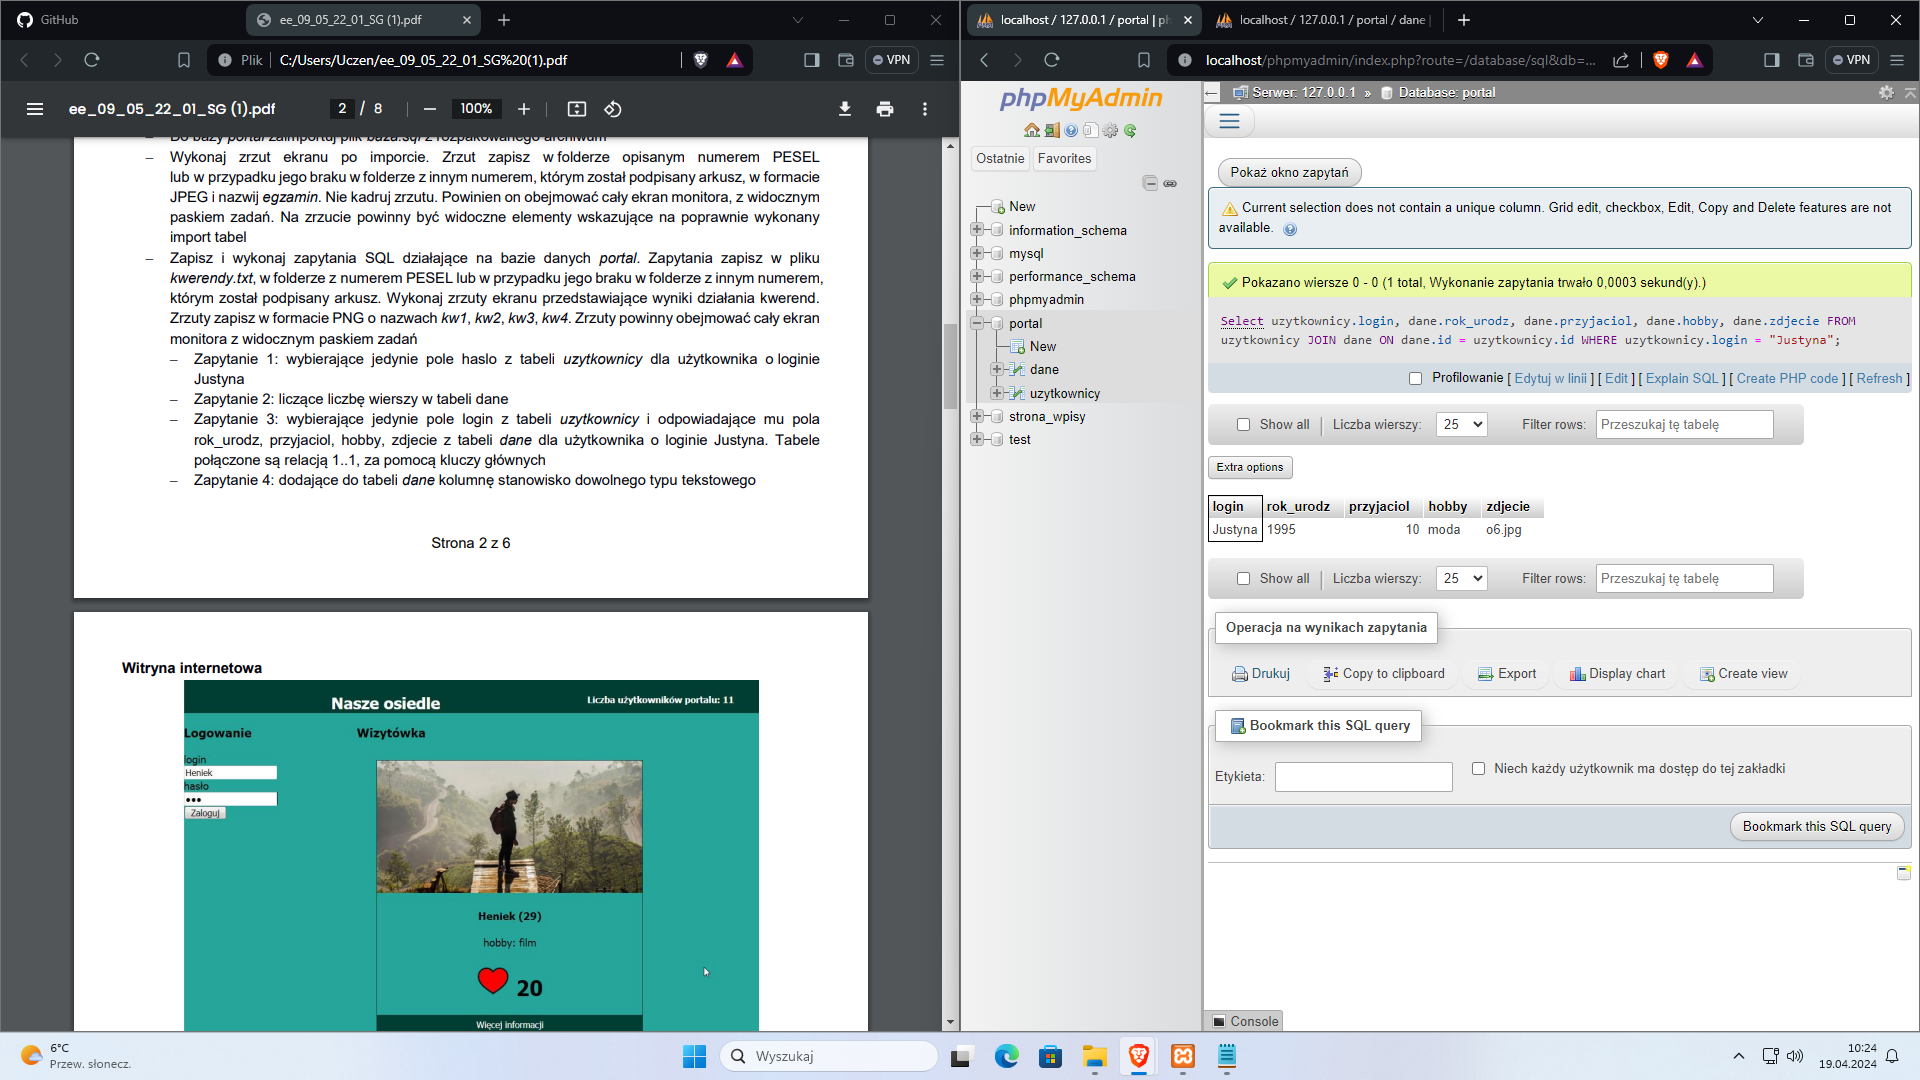 GitHub
ee_09_05_22_01_SG (1).pdf
Plik
C:/Users/Uczen/ee_09_05_22_01_SG%20(1).pdf
VPN
ee_09_05_22_01_SG (1).pdf
2 / 8
100%
Do bazy portal zaimportuj plik baza.sql z rozpakowanego archiwum
– Wykonaj zrzut ekranu po imporcie. Zrzut zapisz w folderze opisanym numerem PESEL
lub w przypadku jego braku w folderze z innym numerem, którym został podpisany arkusz, w formacie
JPEG i nazwij egzamin. Nie kadruj zrzutu. Powinien on obejmować cały ekran monitora, z widocznym
paskiem zadań. Na zrzucie powinny być widoczne elementy wskazujące na poprawnie wykonany
import tabel
– Zapisz i wykonaj zapytania SQL działające na bazie danych portal. Zapytania zapisz w pliku
kwerendy.txt, w folderze z numerem PESEL lub w przypadku jego braku w folderze z innym numerem,
którym został podpisany arkusz. Wykonaj zrzuty ekranu przedstawiające wyniki działania kwerend.
Zrzuty zapisz w formacie PNG o nazwach kw1, kw2, kw3, kw4. Zrzuty powinny obejmować cały ekran
monitora z widocznym paskiem zadań
– Zapytanie 1: wybierające jedynie pole haslo z tabeli uzytkownicy dla użytkownika o loginie
Justyna
– Zapytanie 2: liczące liczbę wierszy w tabeli dane
– Zapytanie 3: wybierające jedynie pole login z tabeli uzytkownicy i odpowiadające mu pola
rok_urodz, przyjaciol, hobby, zdjecie z tabeli dane dla użytkownika o loginie Justyna. Tabele
połączone są relacją 1..1, za pomocą kluczy głównych
– Zapytanie 4: dodające do tabeli dane kolumnę stanowisko dowolnego typu tekstowego
Strona 2 z 6
Witryna internetowa
Nasze osiedle
Liczba użytkowników portalu: 11
Logowanie
Wizytówka
login
Heniek
hasło
Zaloguj
Heniek (29)
hobby: film
20
Więcej informacji
localhost / 127.0.0.1 / portal | ph
localhost / 127.0.0.1 / portal / dane |
localhost/phpmyadmin/index.php?route=/database/sql&db=...
VPN
phpMyAdmin
Ostatnie
Favorites
New
information_schema
mysql
performance_schema
phpmyadmin
portal
New
dane
uzytkownicy
strona_wpisy
test
Serwer: 127.0.0.1 » Database: portal
Pokaż okno zapytań
Current selection does not contain a unique column. Grid edit, checkbox, Edit, Copy and Delete features are not
available.
Pokazano wiersze 0 - 0 (1 total, Wykonanie zapytania trwało 0,0003 sekund(y).)
Select uzytkownicy.login, dane.rok_urodz, dane.przyjaciol, dane.hobby, dane.zdjecie FROM
uzytkownicy JOIN dane ON dane.id = uzytkownicy.id WHERE uzytkownicy.login = "Justyna";
Profilowanie [ Edytuj w linii ] [ Edit ] [ Explain SQL ] [ Create PHP code ] [ Refresh ]
Show all
Liczba wierszy:
25
Filter rows:
Przeszukaj tę tabelę
Extra options
login rok_urodz przyjaciol hobby zdjecie
Justyna 1995 10 moda o6.jpg
Show all
Liczba wierszy:
25
Filter rows:
Przeszukaj tę tabelę
Operacja na wynikach zapytania
Drukuj
Copy to clipboard
Export
Display chart
Create view
Bookmark this SQL query
Etykieta:
Niech każdy użytkownik ma dostęp do tej zakładki
Bookmark this SQL query
Console
6°C
Przew. słonecz.
Wyszukaj
10:24
19.04.2024